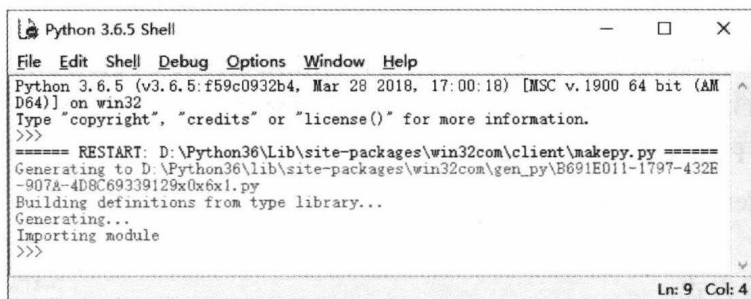 Python 3.6.5 Shell
File Edit Shell Debug Options Window Help
Python 3.6.5 (v3.6.5:f59c0932b4, Mar 28 2018, 17:00:18) [MSC v.1900 64 bit (AM
D64)] on win32
Type "copyright", "credits" or "license()" for more information.
>>>
====== RESTART: D:\Python36\Lib\site-packages\win32com\client\makepy.py ======
Generating to D:\Python36\lib\site-packages\win32com\gen_py\B691E011-1797-432E
-907A-4D8C69339129x0x6x1.py
Building definitions from type library...
Generating...
Importing module
>>>
Ln: 9 Col: 4